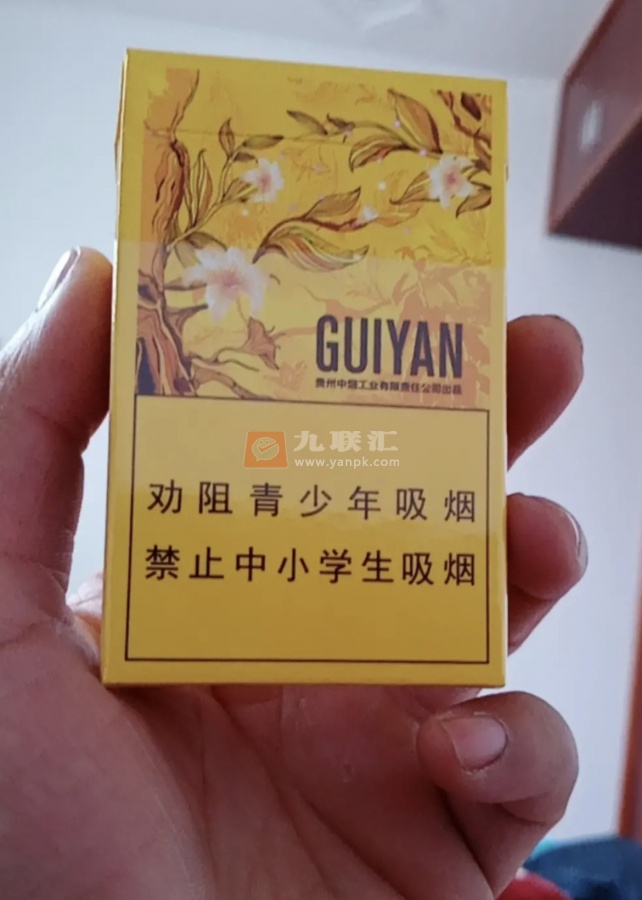 GUIYAN
贵州中烟工业有限责任公司出品
九联汇
www.yanpk.com
劝阻青少年吸烟
禁止中小学生吸烟